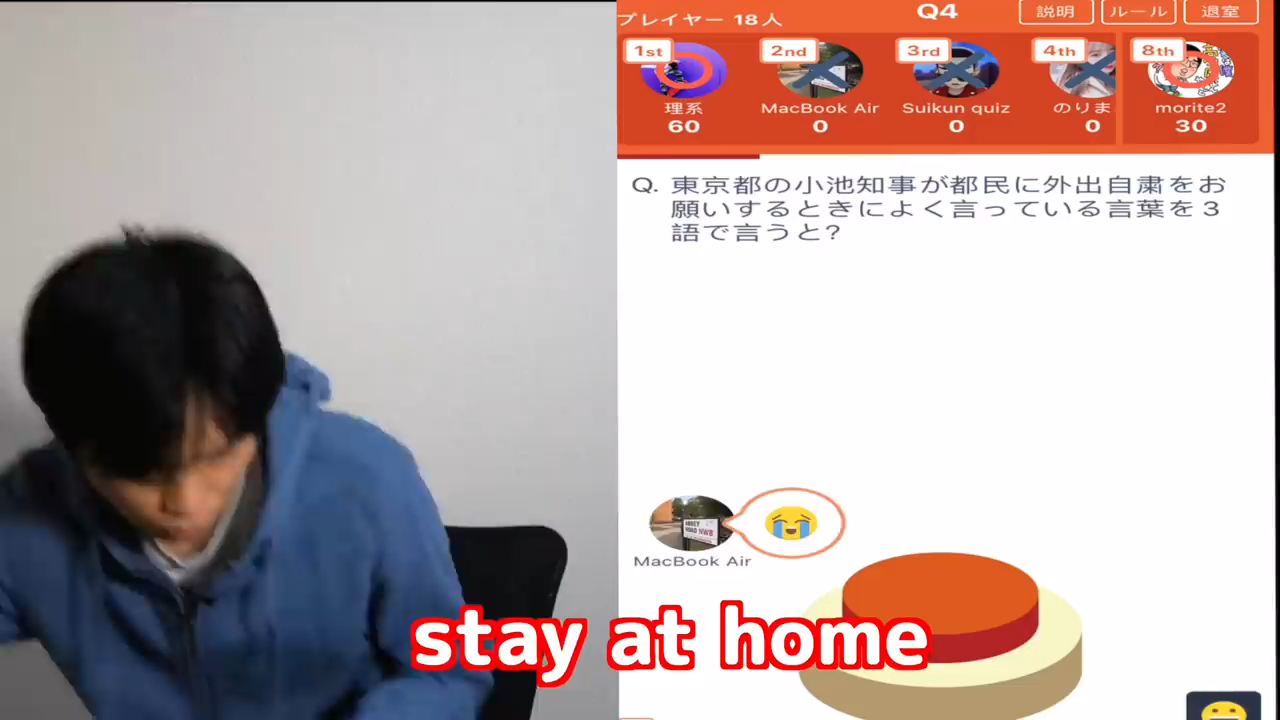 プレイヤー 18人
Q4
説明
ルール
退室
1st
2nd
3rd
4th
8th
理系
MacBook Air
Suikun quiz
のりま
morite2
60
0
0
0
30
Q. 東京都の小池知事が都民に外出自粛をお
願いするときによく言っている言葉を３
語で言うと?
ABBEY
ROAD NW8
MacBook Air
stay at home